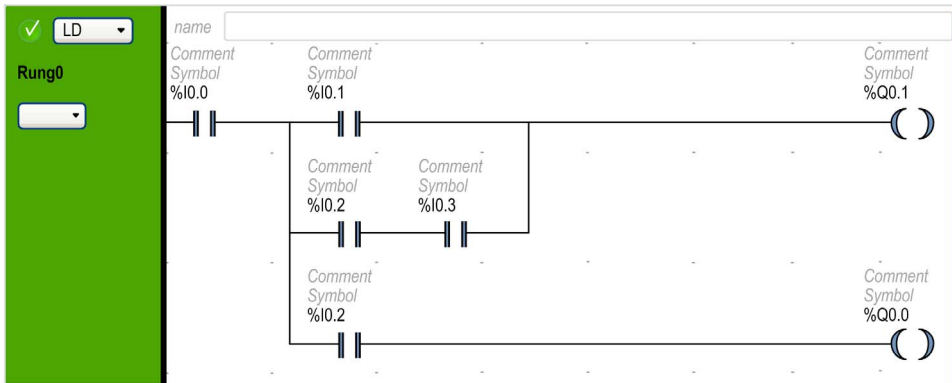 LD
name
Rung0
Comment Comment Comment
Symbol Symbol Symbol
%I0.0 %I0.1 %Q0.1
Comment Comment
Symbol Symbol
%I0.2 %I0.3
Comment Comment
Symbol Symbol
%I0.2 %Q0.0